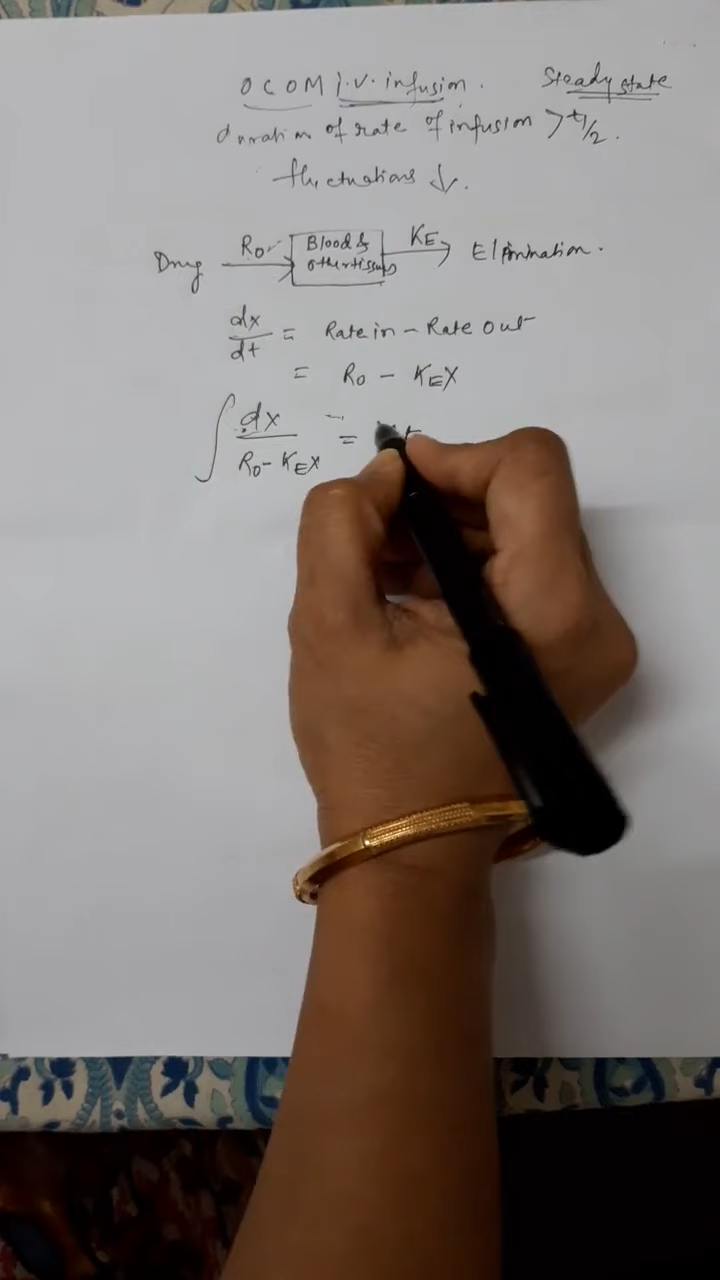 OCOM i.v. infusion. Steady state
duration of rate of infusion > t1/2.
fluctuations ↓.
Drug R0 Blood & other tissues KE Elimination.
dx/dt = Rate in - Rate out
= R0 - KEX
∫ dx/R0 - KEX =